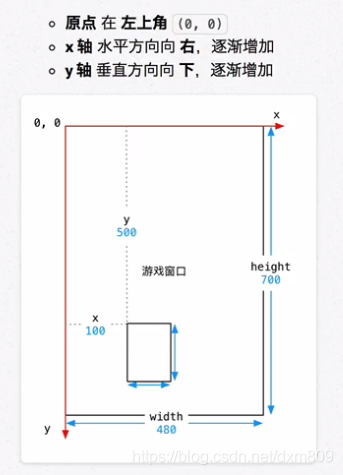 原点 在 左上角 (0, 0)
x 轴 水平方向向 右，逐渐增加
y 轴 垂直方向向 下，逐渐增加
0, 0
x
y
500
游戏窗口
height
700
x
100
width
480
y
https://blog.csdn.net/dxm809